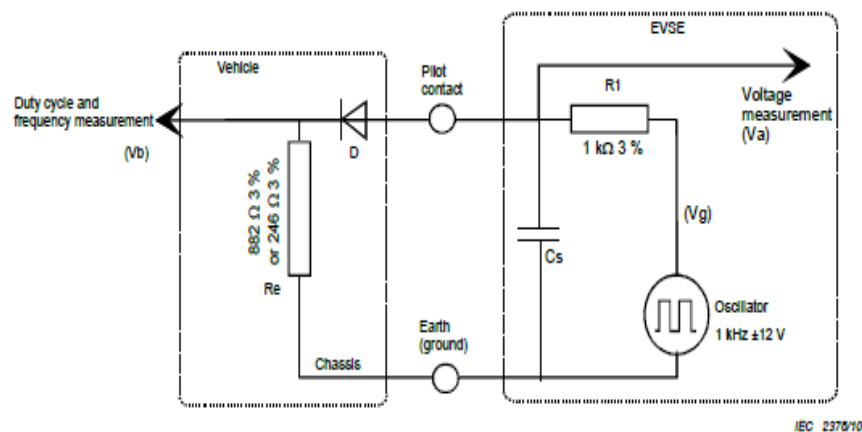 EVSE
Vehicle
Pilot
contact
R1
Voltage
measurement
(Va)
Duty cycle and
frequency measurement
(Vb)
D
1 kΩ 3 %
882 Ω 3 %
or 246 Ω 3 %
Re
(Vg)
Cs
Oscillator
1 kHz ±12 V
Earth
(ground)
Chassis
IEC 2376/10